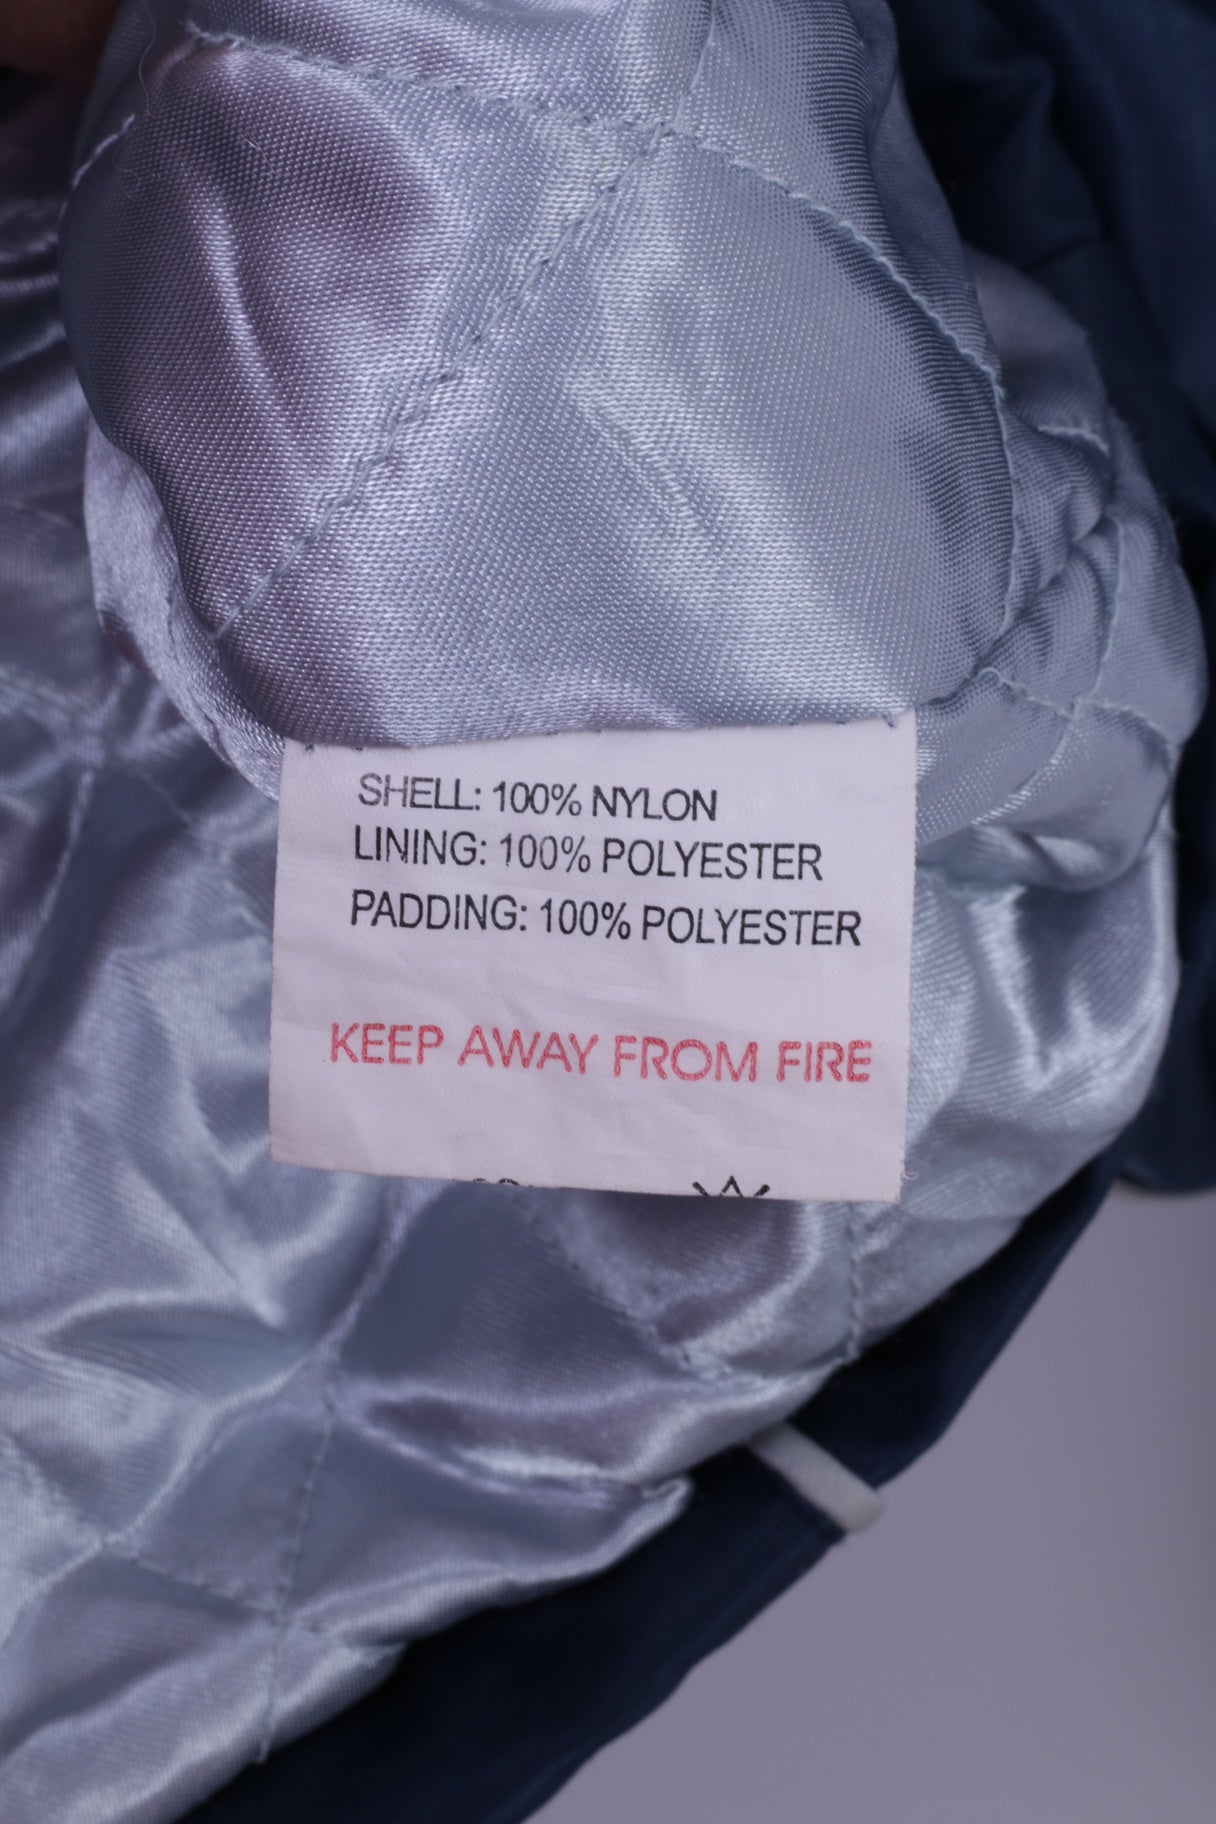 SHELL: 100% NYLON
LINING: 100% POLYESTER
PADDING: 100% POLYESTER
KEEP AWAY FROM FIRE